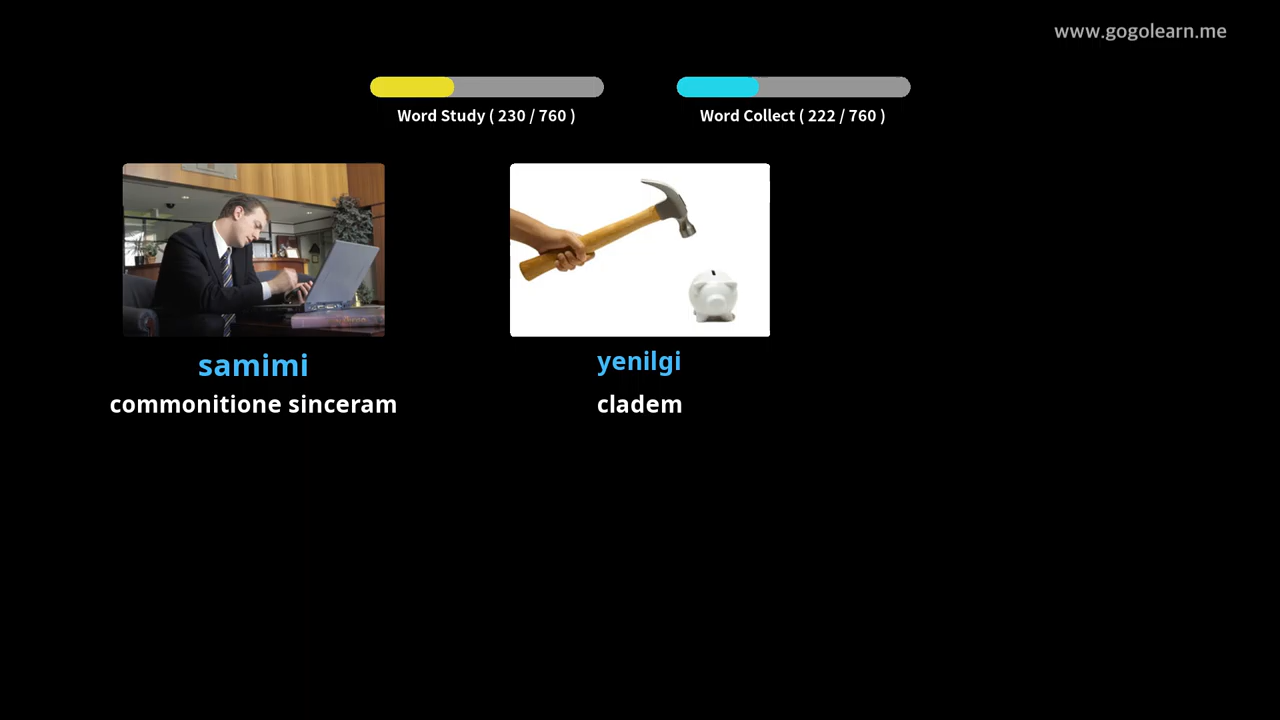 www.gogolearn.me
Word Study ( 230 / 760 )
Word Collect ( 222 / 760 )
samimi
commonitione sinceram
yenilgi
cladem